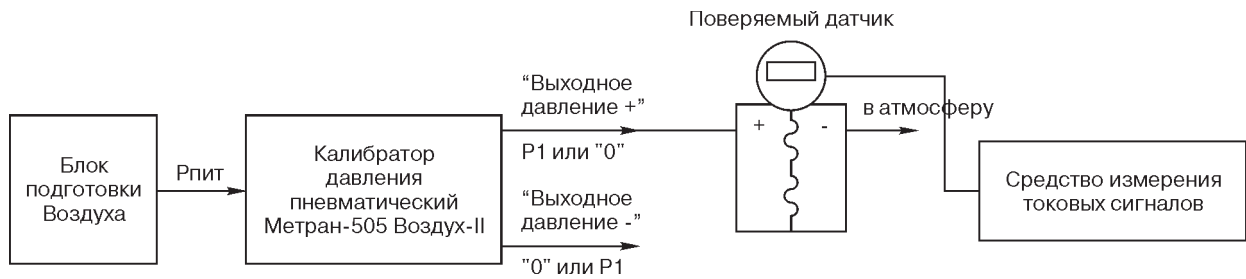 Поверяемый датчик
“Выходное
давление +”
в атмосферу
+ -
Блок
подготовки
Воздуха
Рпит
Калибратор
давления
пневматический
Метран-505 Воздух-II
Р1 или "0"
“Выходное
давление -”
"0" или Р1
Средство измерения
токовых сигналов